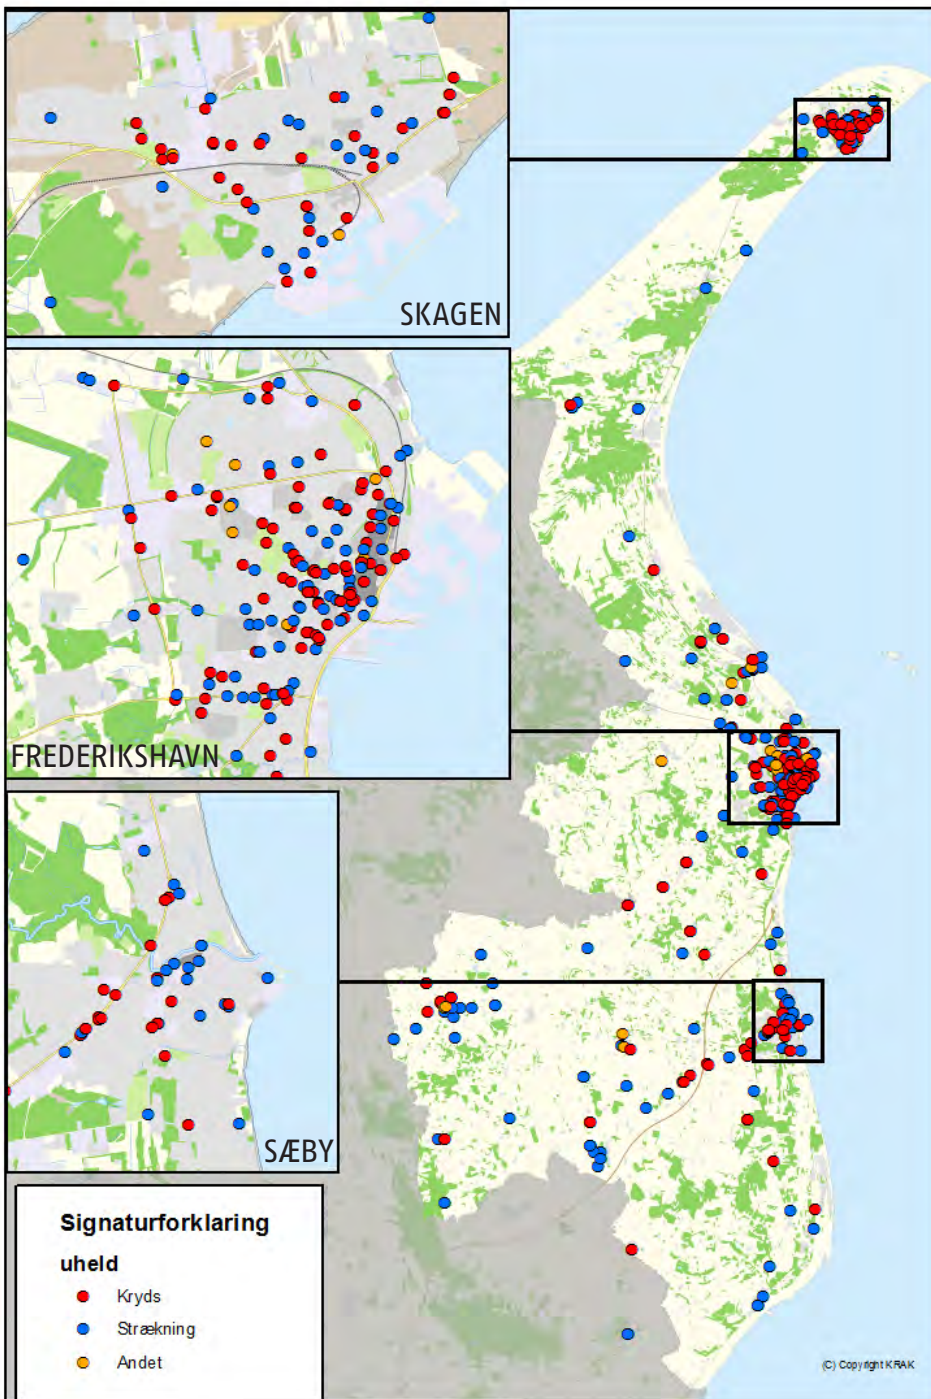 SKAGEN
FREDERIKSHAVN
SÆBY
Signaturforklaring
uheld
Kryds
Strækning
Andet
(C) Copyright KRAK